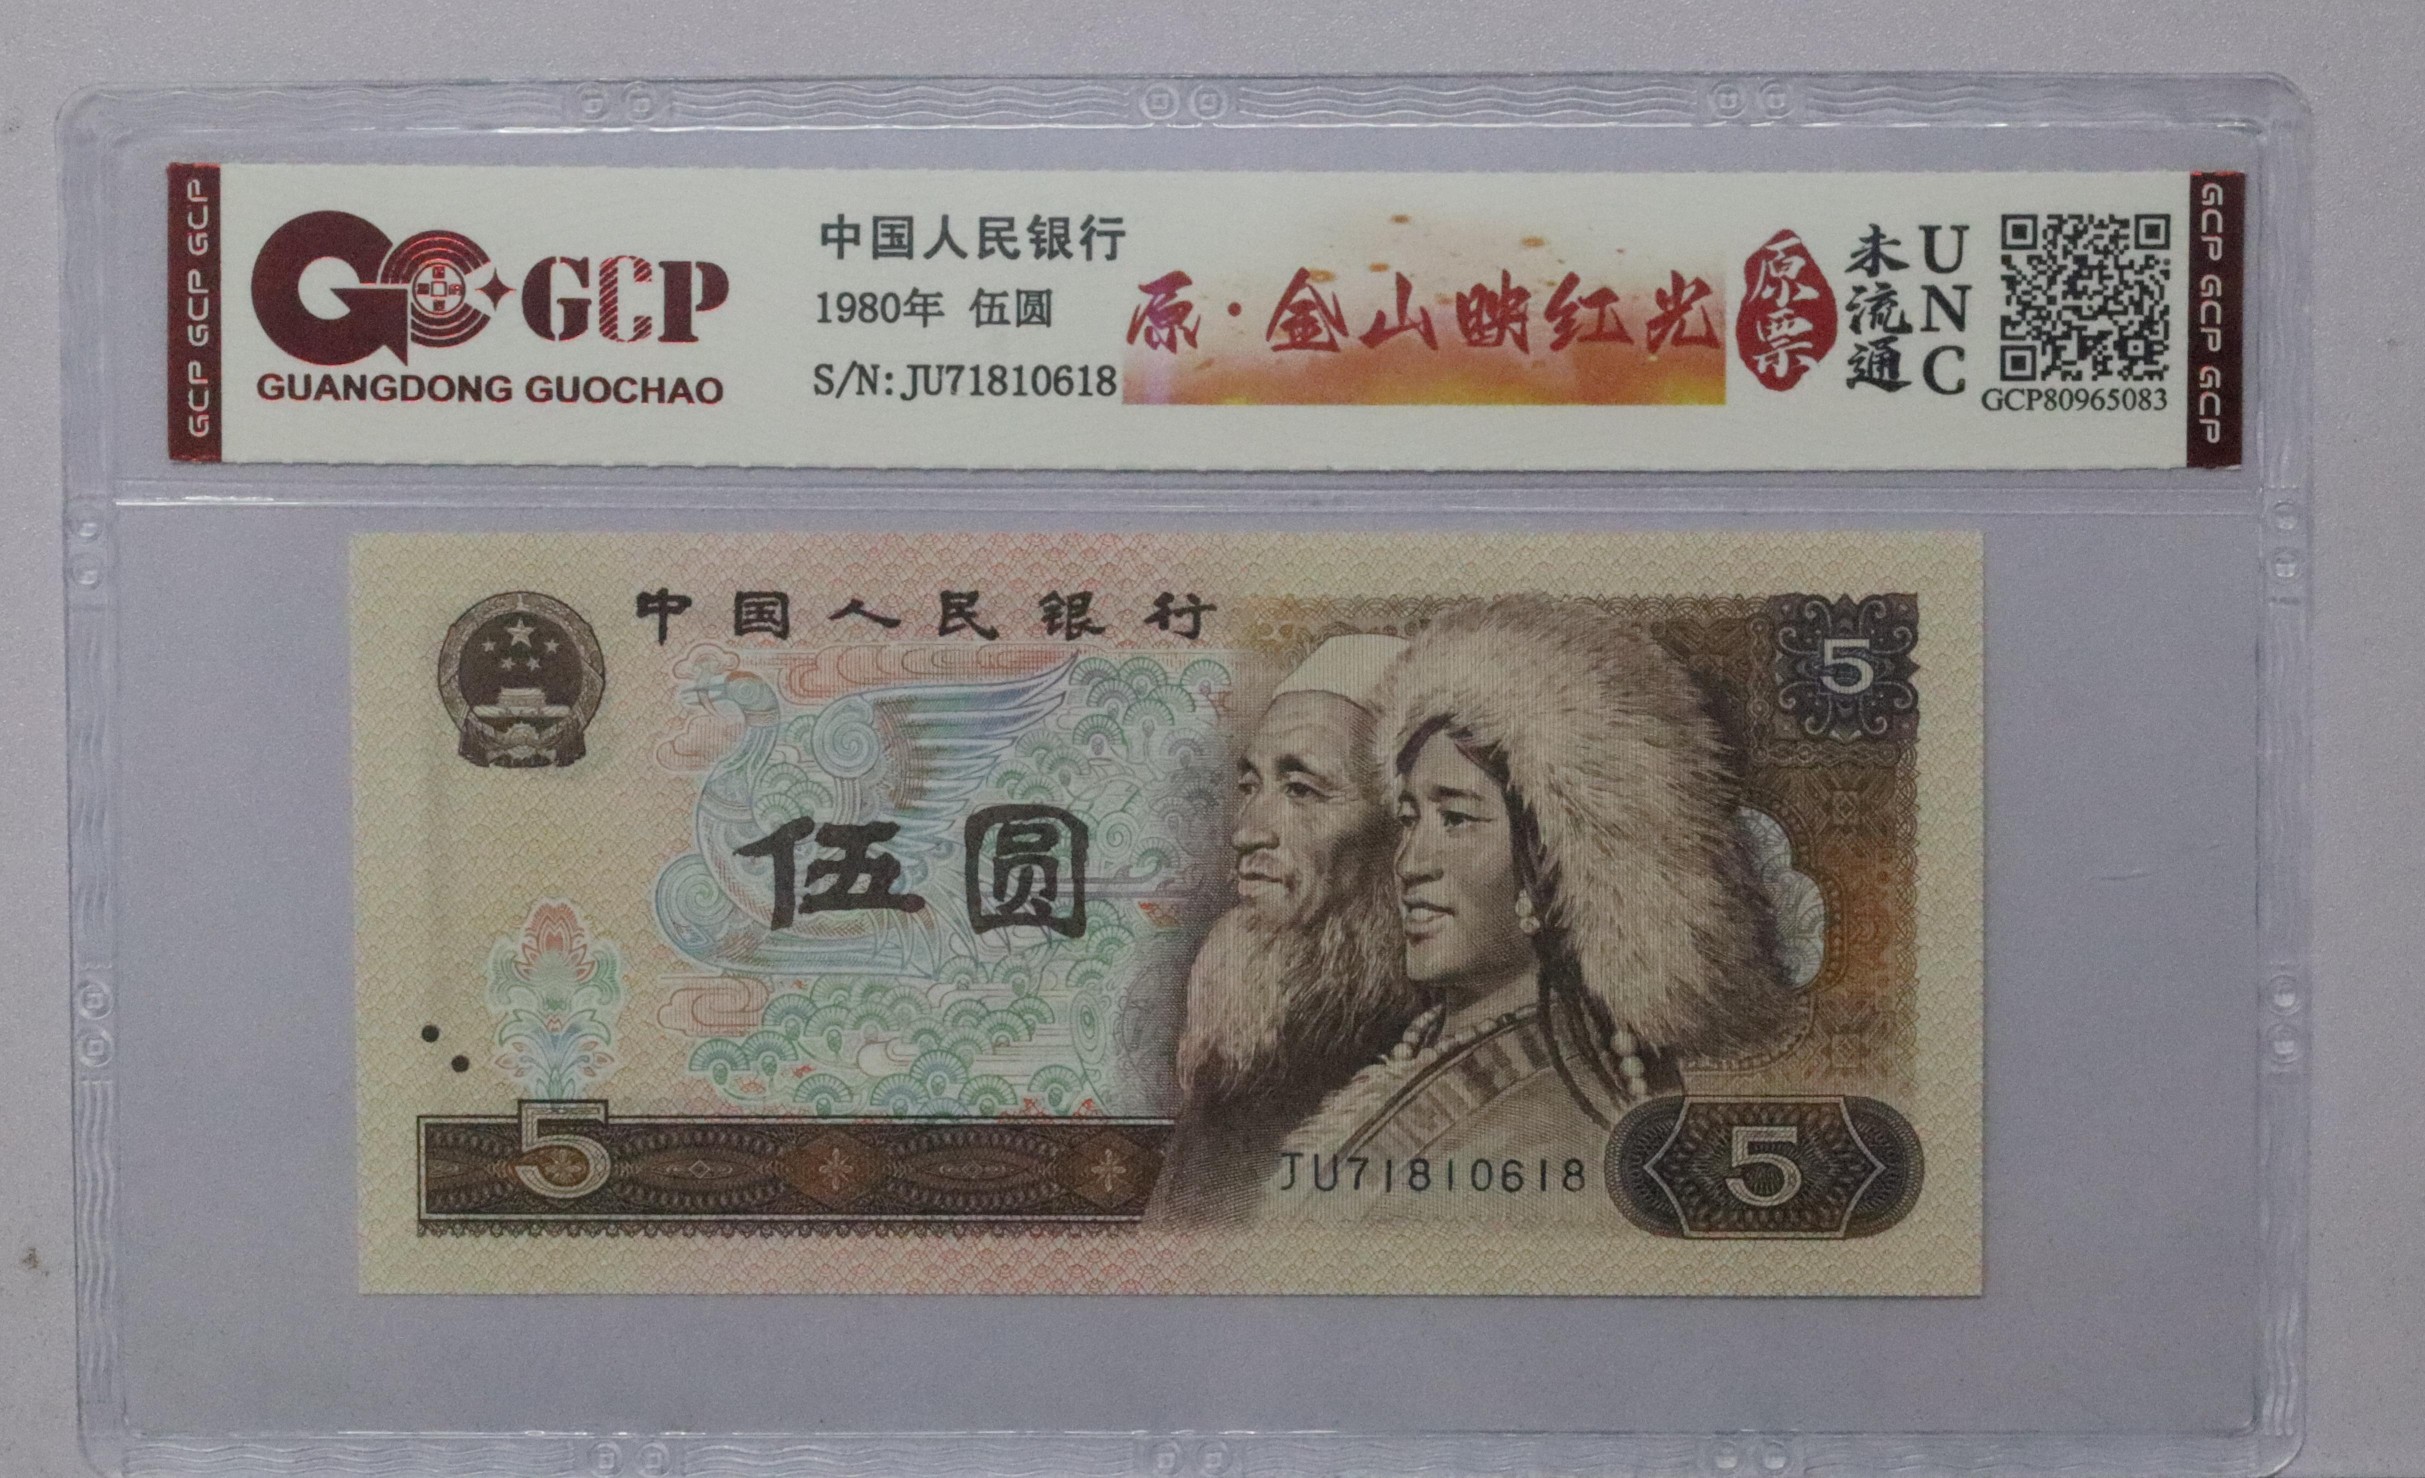 GCP GCP GCP
GCP
GUANGDONG GUOCHAO
中国人民银行
1980年 伍圆
S/N: JU71810618
原·金山映红光
原票
未流通
UNC
GCP80965083
GCP GCP GCP
中国人民银行
5
伍圆
5
JU71810618
5